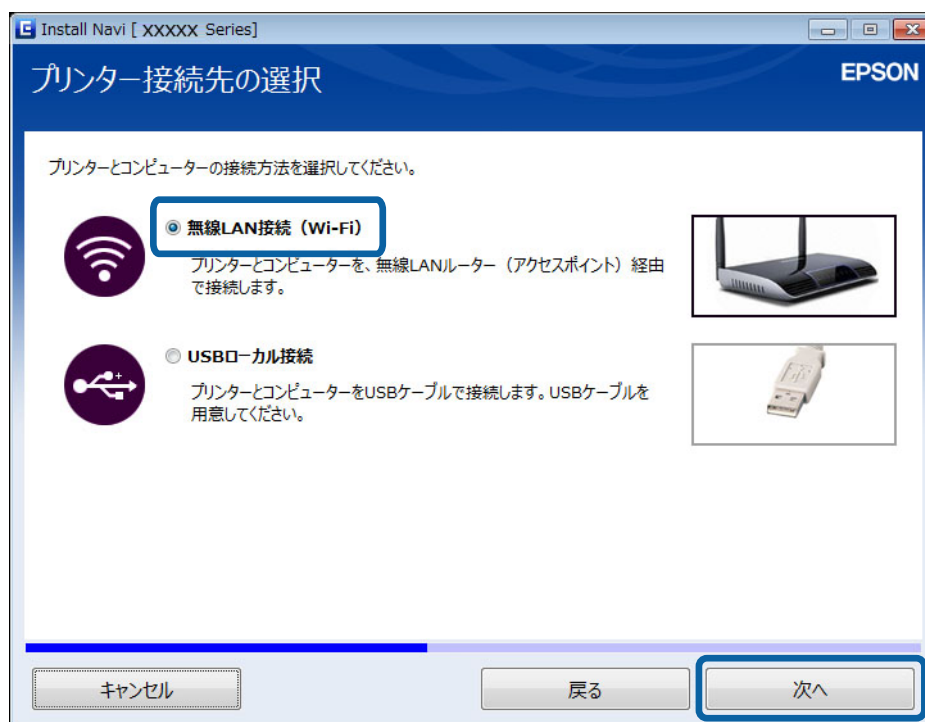 Install Navi [ XXXXX Series]
プリンター接続先の選択
EPSON
プリンターとコンピューターの接続方法を選択してください。
無線LAN接続（Wi-Fi）
プリンターとコンピューターを、無線LANルーター（アクセスポイント）経由
で接続します。
USBローカル接続
プリンターとコンピューターをUSBケーブルで接続します。USBケーブルを
用意してください。
キャンセル
戻る
次へ